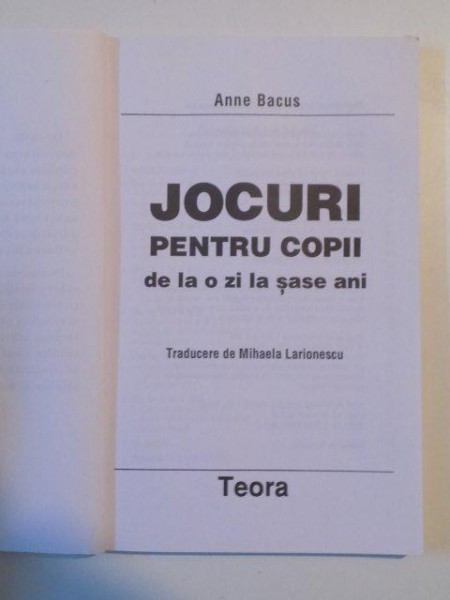 Anne Bacus
JOCURI
PENTRU COPII
de la o zi la șase ani
Traducere de Mihaela Larionescu
Teora